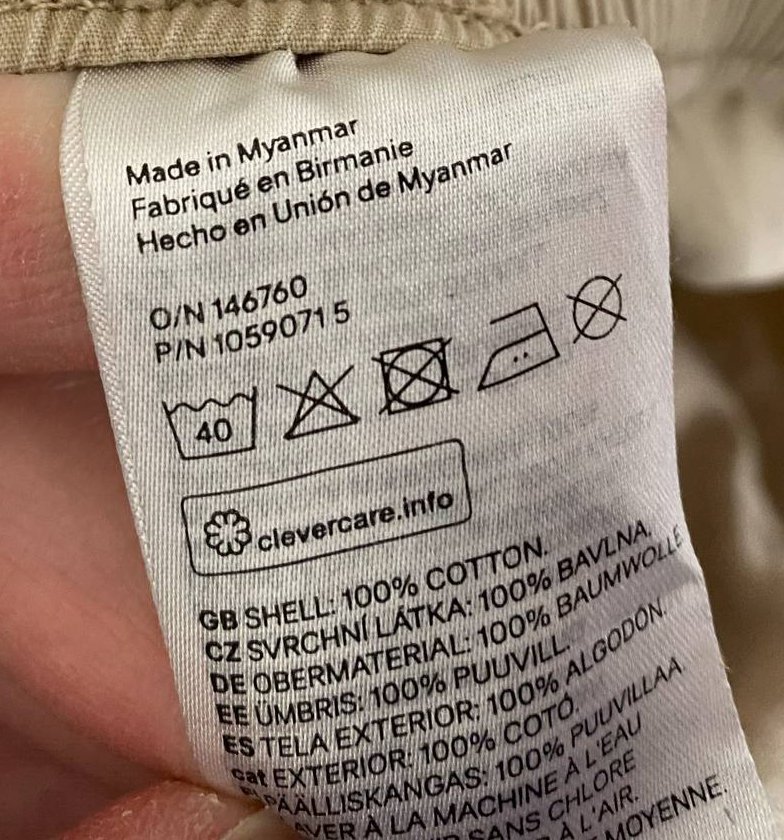 Made in Myanmar
Fabriqué en Birmanie
Hecho en Unión de Myanmar
O/N 146760
P/N 10590715
40
clevercare.info
GB SHELL: 100% COTTON.
CZ SVRCHNÍ LÁTKA: 100% BAVLNA.
DE OBERMATERIAL: 100% BAUMWOLLE
EE ÜMBRIS: 100% PUUVILL.
ES TELA EXTERIOR: 100% ALGODÓN.
cat EXTERIOR: 100% COTÓ.
PÄÄLLISKANGAS: 100% PUUVILLAA
LAVER À LA MACHINE À L'EAU
SANS CHLORE
À L'AIR.
MOYENNE.